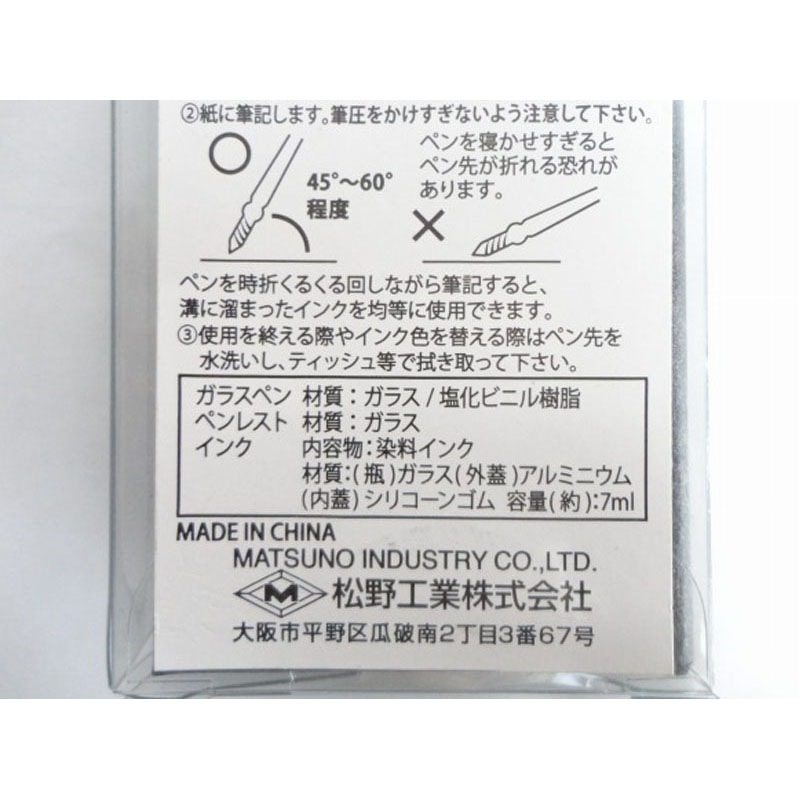 ②紙に筆記します。筆圧をかけすぎないよう注意して下さい。
45°～60°
程度
ペンを寝かせすぎると
ペン先が折れる恐れが
あります。
ペンを時折くるくる回しながら筆記すると、
溝に溜まったインクを均等に使用できます。
③使用を終える際やインク色を替える際はペン先を
水洗いし、ティッシュ等で拭き取って下さい。
ガラスペン 材質：ガラス/塩化ビニル樹脂
ペンレスト 材質：ガラス
インク 内容物：染料インク
材質：(瓶)ガラス(外蓋)アルミニウム
(内蓋)シリコーンゴム 容量(約)：7ml
MADE IN CHINA
MATSUNO INDUSTRY CO.,LTD.
M 松野工業株式会社
大阪市平野区瓜破南2丁目3番67号